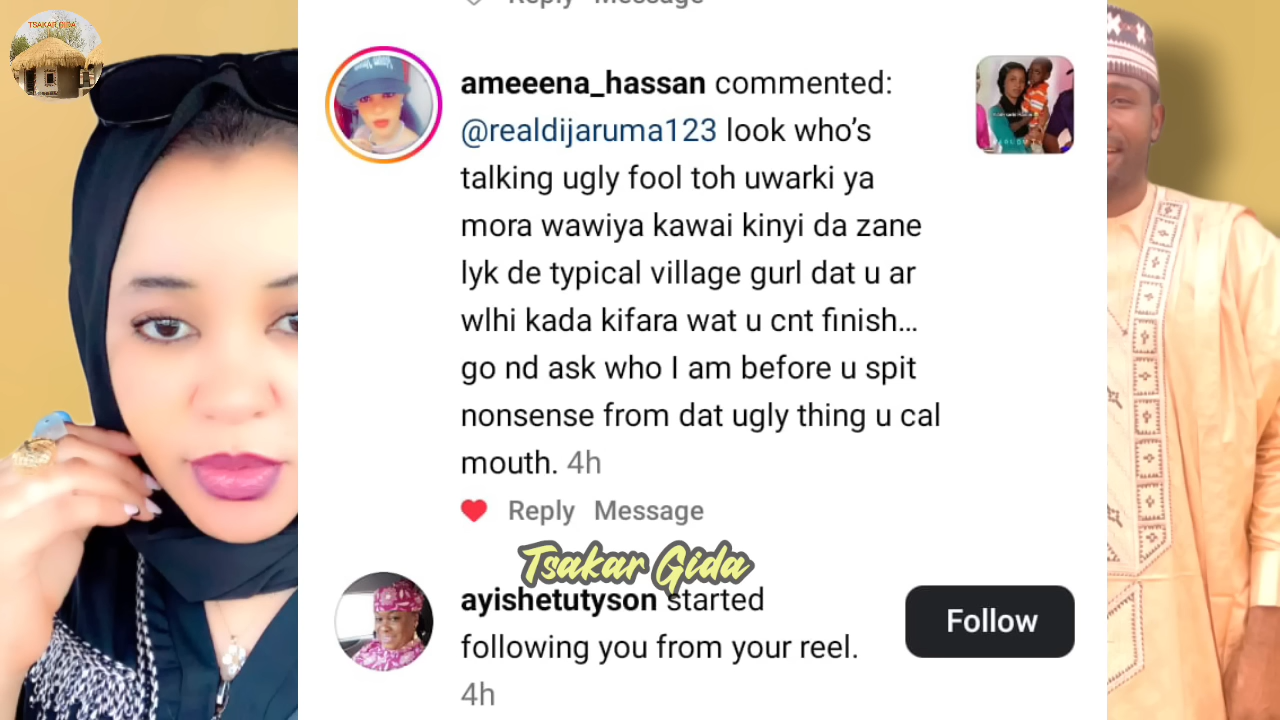 TSAKAR GIDA
Reply Message
ameeena_hassan commented:
@realdijaruma123 look who's
talking ugly fool toh uwarki ya
mora wawiya kawai kinyi da zane
lyk de typical village gurl dat u ar
wlhi kada kifara wat u cnt finish...
go nd ask who I am before u spit
nonsense from dat ugly thing u cal
mouth. 4h
Reply Message
Tsakar Gida
ayishetutyson started
following you from your reel.
4h
Follow